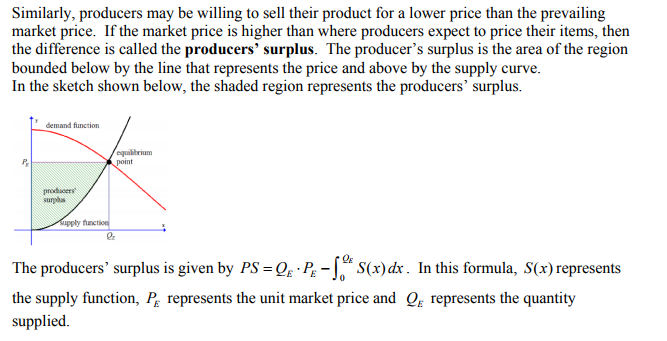 Similarly, producers may be willing to sell their product for a lower price than the prevailing
market price.  If the market price is higher than where producers expect to price their items, then
the difference is called the producers’ surplus.  The producer’s surplus is the area of the region
bounded below by the line that represents the price and above by the supply curve.
In the sketch shown below, the shaded region represents the producers’ surplus.
y
demand function
equilibrium
point
P_E
producers'
surplus
supply function
x
Q_E
The producers’ surplus is given by PS = Q_E · P_E − ∫_0^{Q_E} S(x)dx.  In this formula, S(x) represents
the supply function, P_E represents the unit market price and Q_E represents the quantity
supplied.